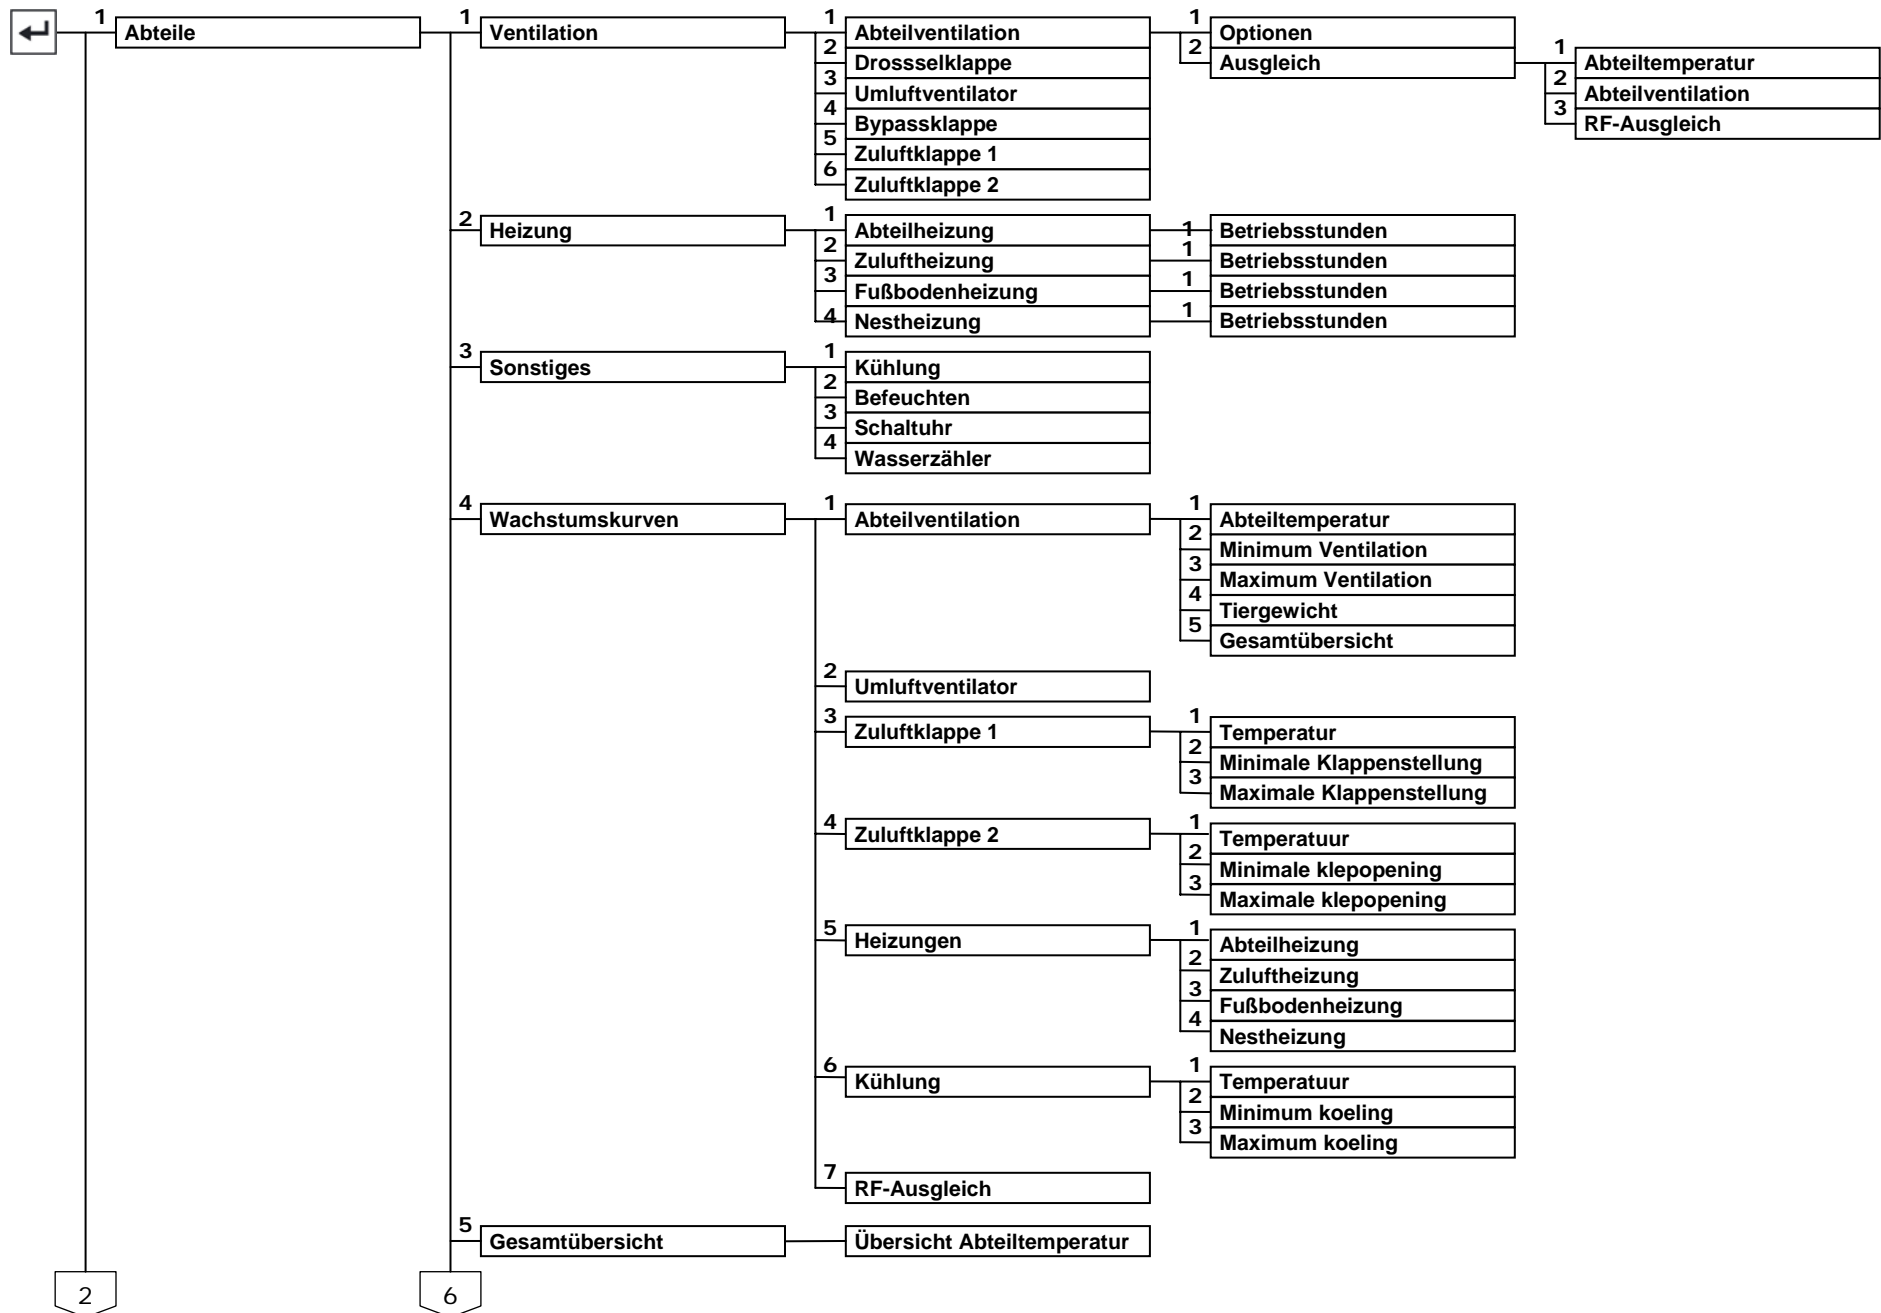 1 Abteile 1 Ventilation 1 Abteilventilation 1 Optionen
2 Drossselklappe 2 Ausgleich 1 Abteiltemperatur
3 Umluftventilator 2 Abteilventilation
4 Bypassklappe 3 RF-Ausgleich
5 Zuluftklappe 1
6 Zuluftklappe 2
2 Heizung 1 Abteilheizung 1 Betriebsstunden
2 Zuluftheizung 1 Betriebsstunden
3 Fußbodenheizung 1 Betriebsstunden
4 Nestheizung 1 Betriebsstunden
3 Sonstiges 1 Kühlung
2 Befeuchten
3 Schaltuhr
4 Wasserzähler
4 Wachstumskurven 1 Abteilventilation 1 Abteiltemperatur
2 Minimum Ventilation
3 Maximum Ventilation
4 Tiergewicht
5 Gesamtübersicht
2 Umluftventilator
3 Zuluftklappe 1 1 Temperatur
2 Minimale Klappenstellung
3 Maximale Klappenstellung
4 Zuluftklappe 2 1 Temperatuur
2 Minimale klepopening
3 Maximale klepopening
5 Heizungen 1 Abteilheizung
2 Zuluftheizung
3 Fußbodenheizung
4 Nestheizung
6 Kühlung 1 Temperatuur
2 Minimum koeling
3 Maximum koeling
7 RF-Ausgleich
5 Gesamtübersicht Übersicht Abteiltemperatur
2 6